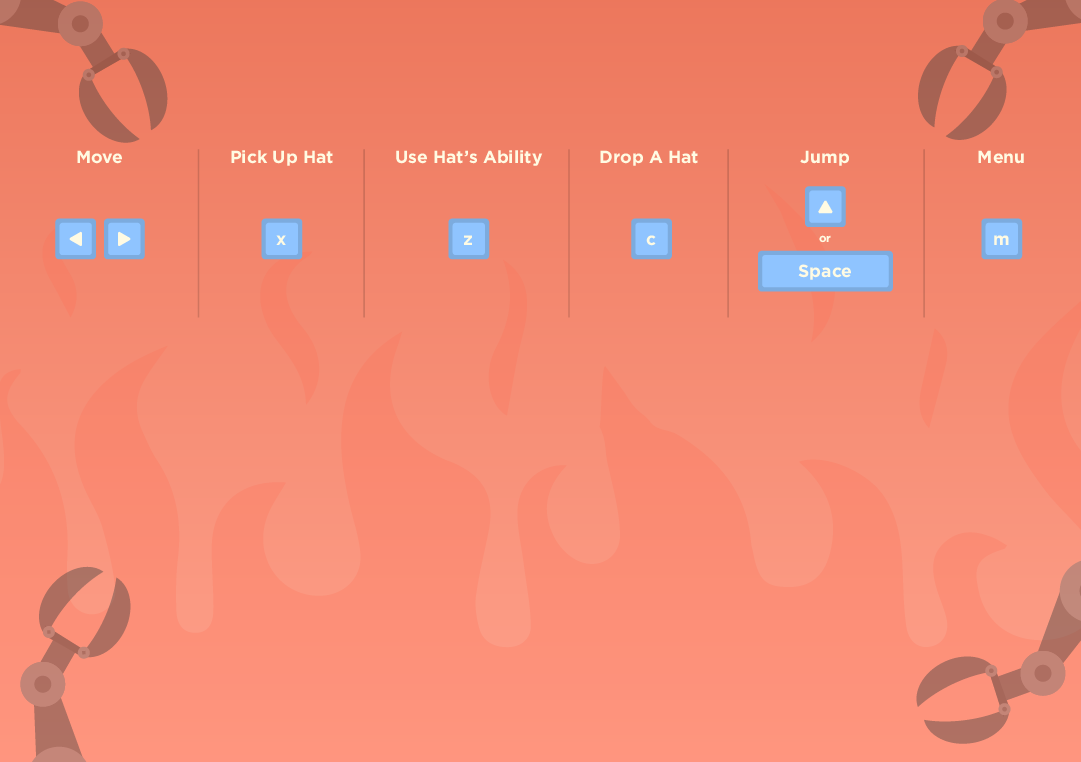 Move
Pick Up Hat
Use Hat’s Ability
Drop A Hat
Jump
Menu
x
z
c
or
Space
m